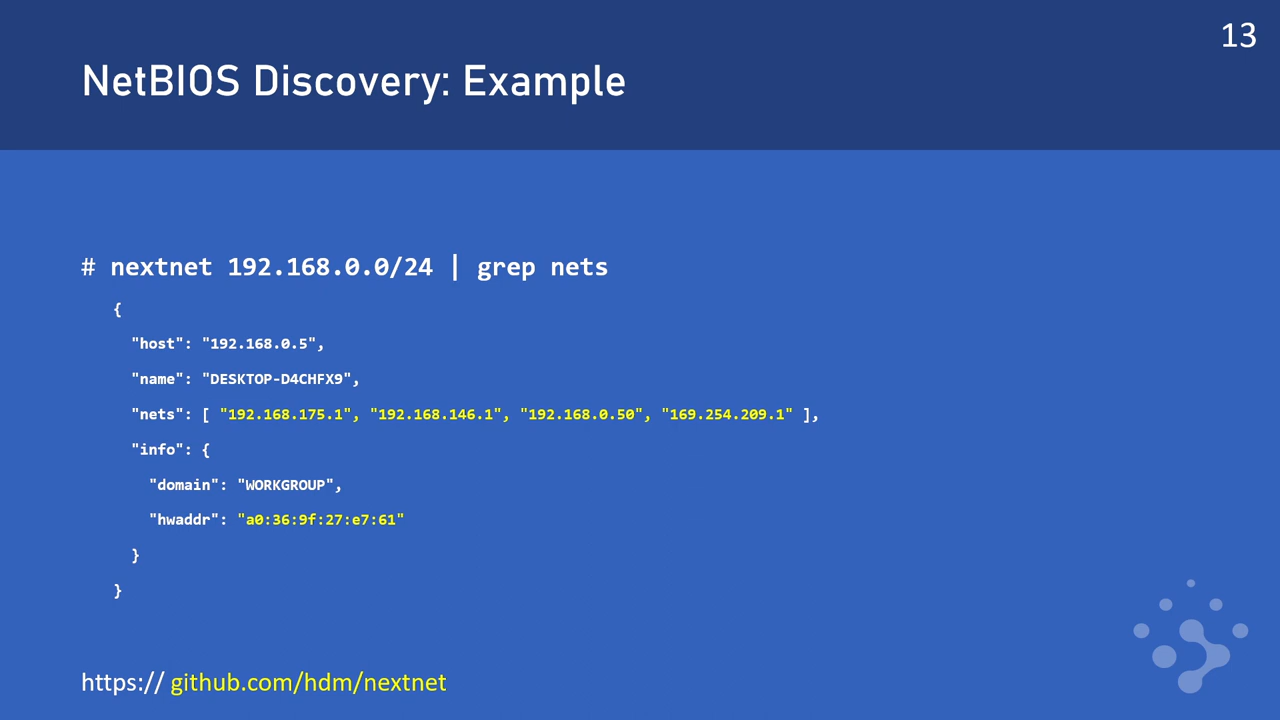 13
NetBIOS Discovery: Example
# nextnet 192.168.0.0/24 | grep nets
{
"host": "192.168.0.5",
"name": "DESKTOP-D4CHFX9",
"nets": [ "192.168.175.1", "192.168.146.1", "192.168.0.50", "169.254.209.1" ],
"info": {
"domain": "WORKGROUP",
"hwaddr": "a0:36:9f:27:e7:61"
}
}
https:// github.com/hdm/nextnet